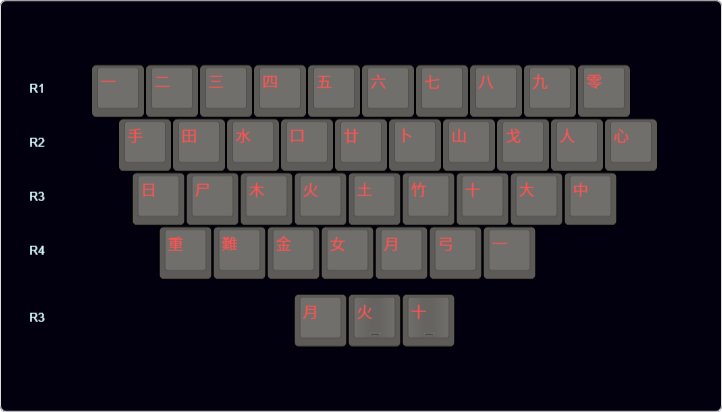 R1 一 二 三 四 五 六 七 八 九 零
R2 手 田 水 口 廿 卜 山 戈 人 心
R3 日 尸 木 火 土 竹 十 大 中
R4 重 難 金 女 月 弓 一
R3 月 火 十